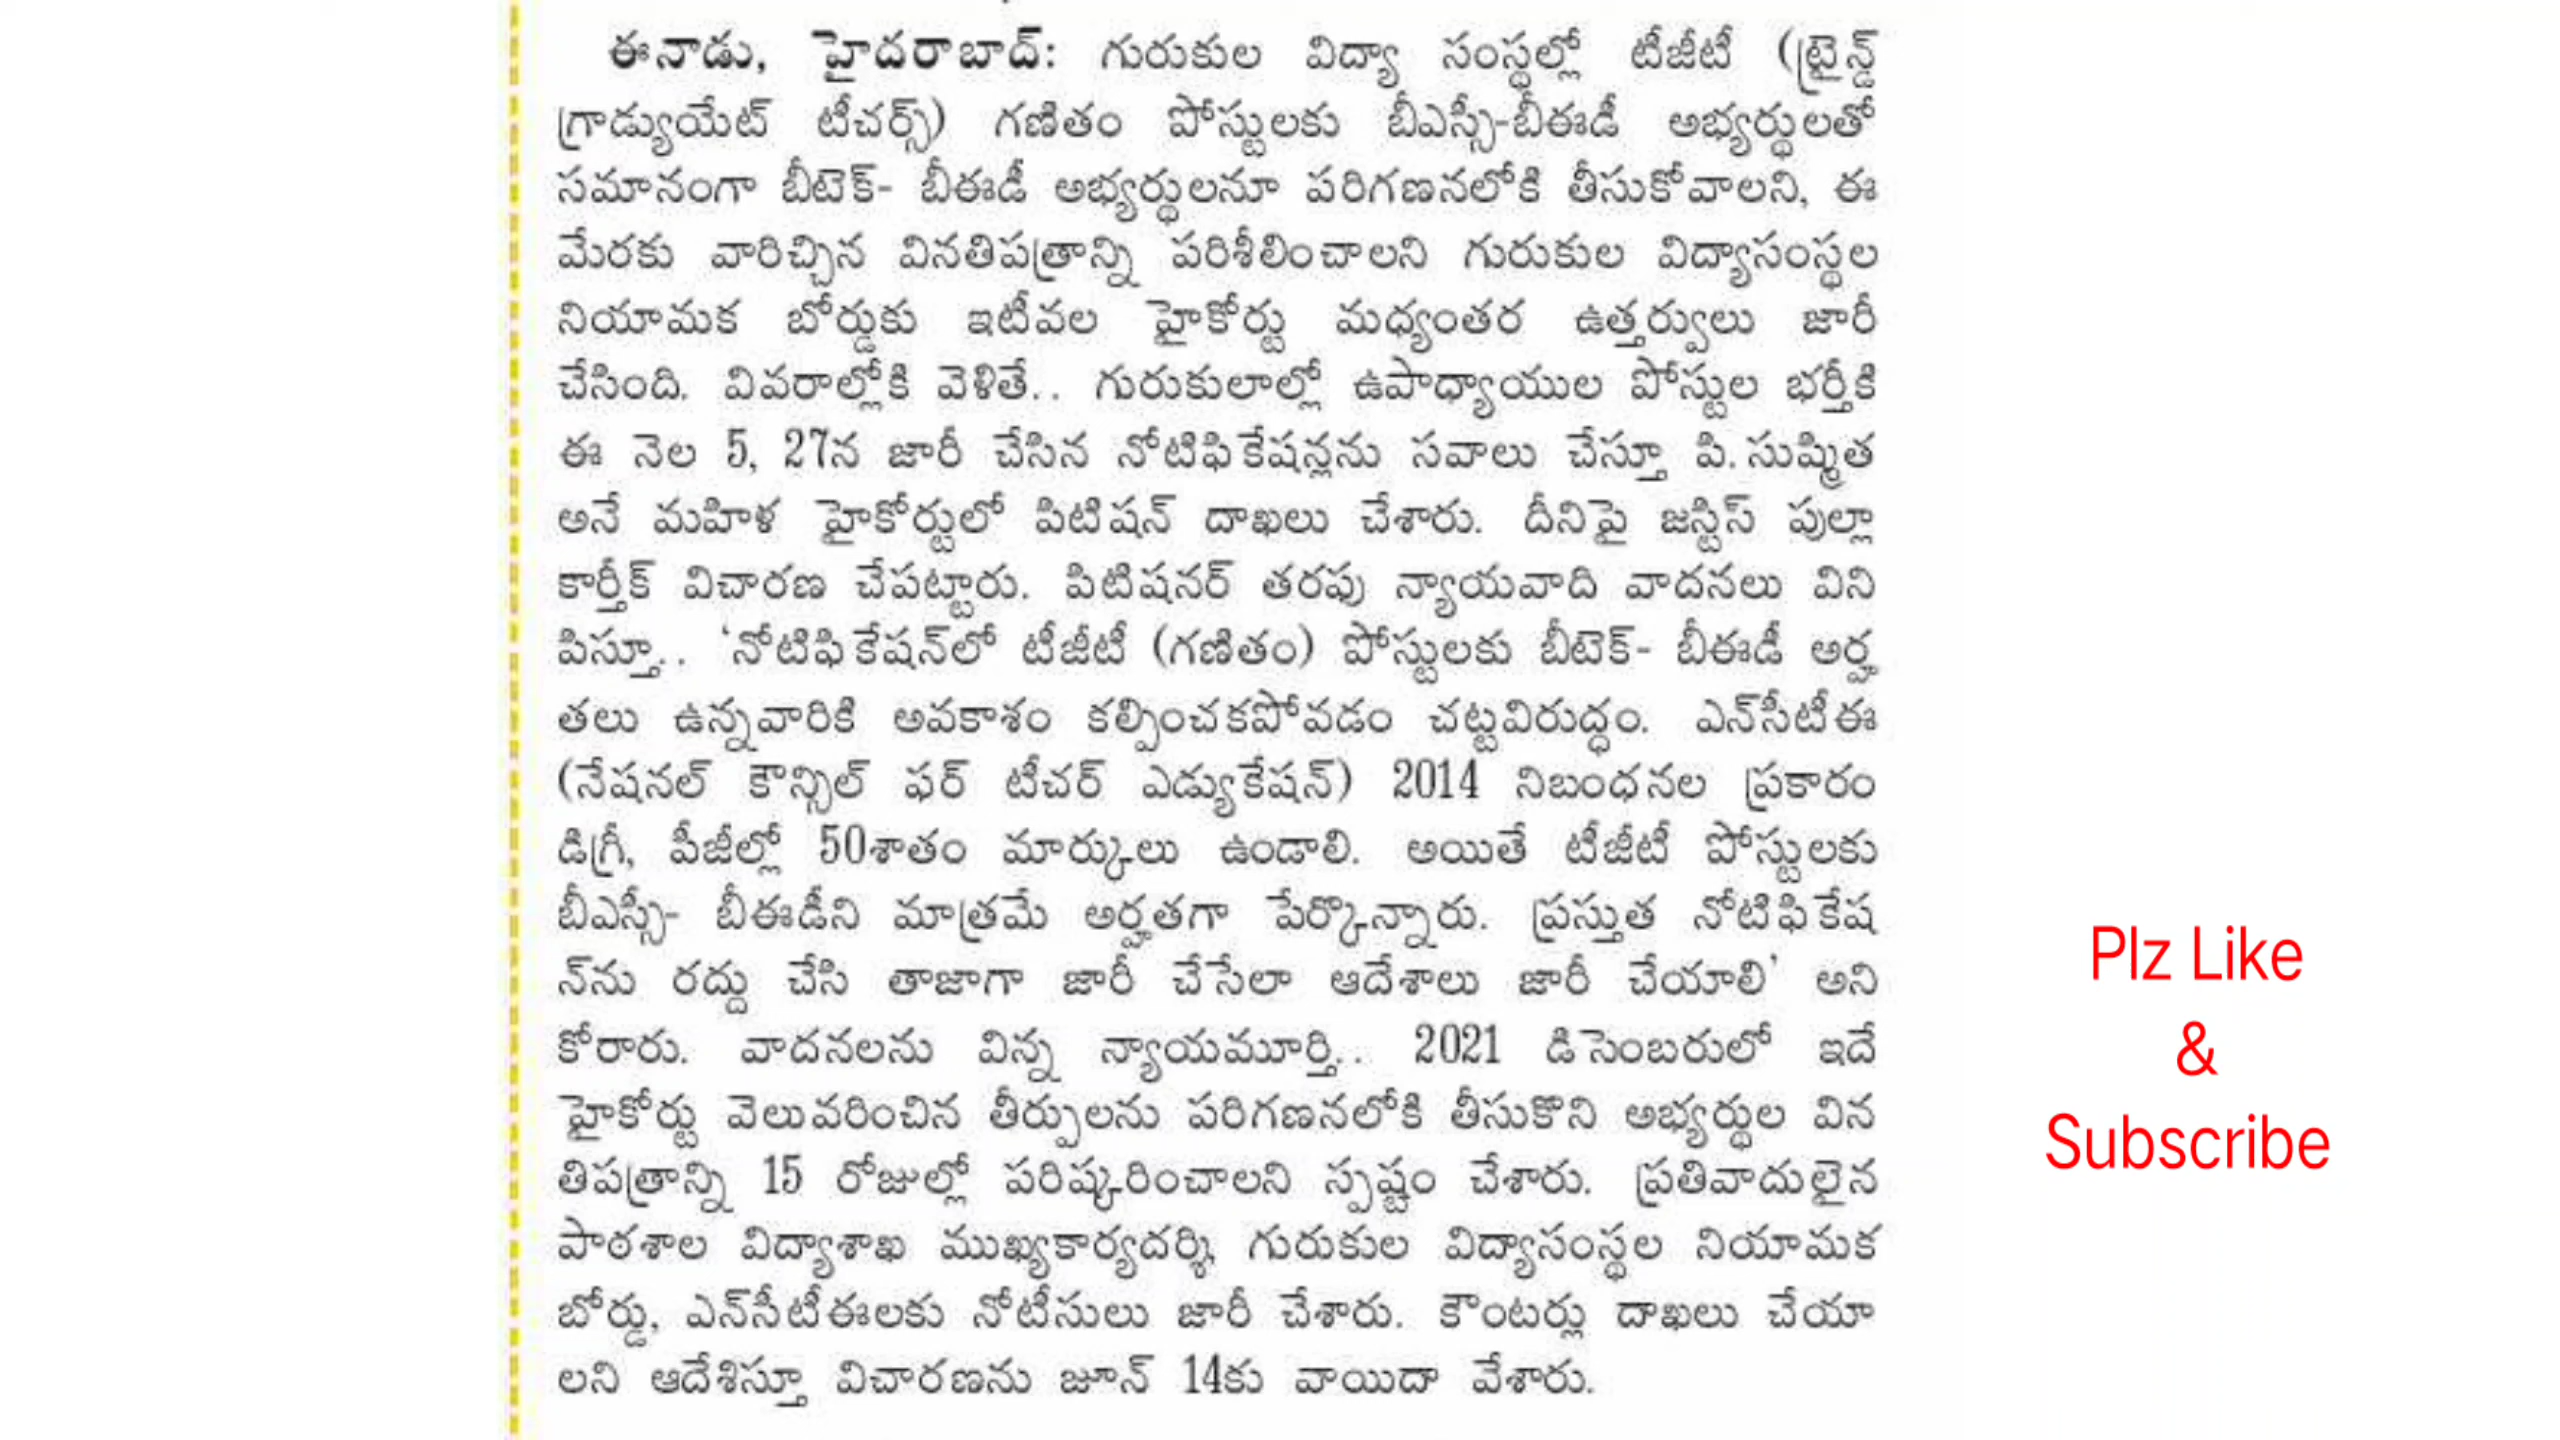 ఈనాడు, హైదరాబాద్: గురుకుల విద్యా సంస్థల్లో టీజీటీ (ట్రైన్డ్
గ్రాడ్యుయేట్ టీచర్స్) గణితం పోస్టులకు బీఎస్సీ-బీఈడీ అభ్యర్థులతో
సమానంగా బీటెక్- బీఈడీ అభ్యర్థులనూ పరిగణనలోకి తీసుకోవాలని, ఈ
మేరకు వారిచ్చిన వినతిపత్రాన్ని పరిశీలించాలని గురుకుల విద్యాసంస్థల
నియామక బోర్డుకు ఇటీవల హైకోర్టు మధ్యంతర ఉత్తర్వులు జారీ
చేసింది. వివరాల్లోకి వెళితే.. గురుకులాల్లో ఉపాధ్యాయుల పోస్టుల భర్తీకి
ఈ నెల 5, 27న జారీ చేసిన నోటిఫికేషన్లను సవాలు చేస్తూ పి.సుష్మిత
అనే మహిళ హైకోర్టులో పిటిషన్ దాఖలు చేశారు. దీనిపై జస్టిస్ పుల్లా
కార్తీక్ విచారణ చేపట్టారు. పిటిషనర్ తరఫు న్యాయవాది వాదనలు విని
పిస్తూ.. ‘నోటిఫికేషన్‌లో టీజీటీ (గణితం) పోస్టులకు బీటెక్- బీఈడీ అర్హ
తలు ఉన్నవారికి అవకాశం కల్పించకపోవడం చట్టవిరుద్ధం. ఎన్‌సీటీఈ
(నేషనల్ కౌన్సిల్ ఫర్ టీచర్ ఎడ్యుకేషన్) 2014 నిబంధనల ప్రకారం
డిగ్రీ, పీజీల్లో 50శాతం మార్కులు ఉండాలి. అయితే టీజీటీ పోస్టులకు
బీఎస్సీ- బీఈడీని మాత్రమే అర్హతగా పేర్కొన్నారు. ప్రస్తుత నోటిఫికేష
న్‌ను రద్దు చేసి తాజాగా జారీ చేసేలా ఆదేశాలు జారీ చేయాలి’ అని
కోరారు. వాదనలను విన్న న్యాయమూర్తి.. 2021 డిసెంబరులో ఇదే
హైకోర్టు వెలువరించిన తీర్పులను పరిగణనలోకి తీసుకొని అభ్యర్థుల విన
తిపత్రాన్ని 15 రోజుల్లో పరిష్కరించాలని స్పష్టం చేశారు. ప్రతివాదులైన
పాఠశాల విద్యాశాఖ ముఖ్యకార్యదర్శి, గురుకుల విద్యాసంస్థల నియామక
బోర్డు, ఎన్‌సీటీఈలకు నోటీసులు జారీ చేశారు. కౌంటర్లు దాఖలు చేయా
లని ఆదేశిస్తూ విచారణను జూన్ 14కు వాయిదా వేశారు.
Plz Like
&
Subscribe